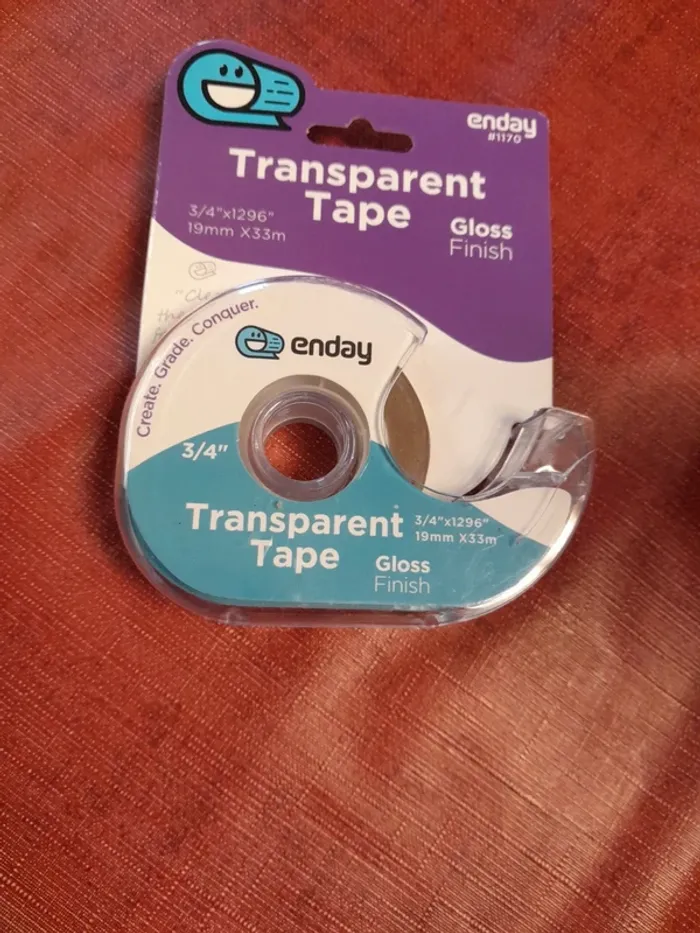 enday
#1170
Transparent
Tape
3/4"x1296"
19mm X33m
Gloss
Finish
Create. Grade. Conquer.
enday
3/4"
Transparent
Tape
3/4"x1296"
19mm X33m
Gloss
Finish